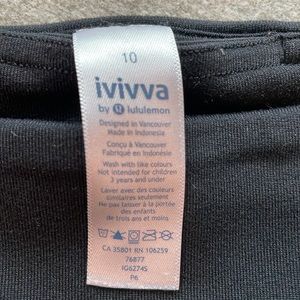 10
ivivva
by lululemon
Designed in Vancouver
Made in Indonesia
Conçu à Vancouver
Fabriqué en Indonésie
Wash with like colours
Not intended for children
3 years and under
Laver avec des couleurs
similaires seulement
Ne pas laisser à la portée
des enfants
de trois ans et moins
CA 35801 RN 106259
76877
IG6274S
P6